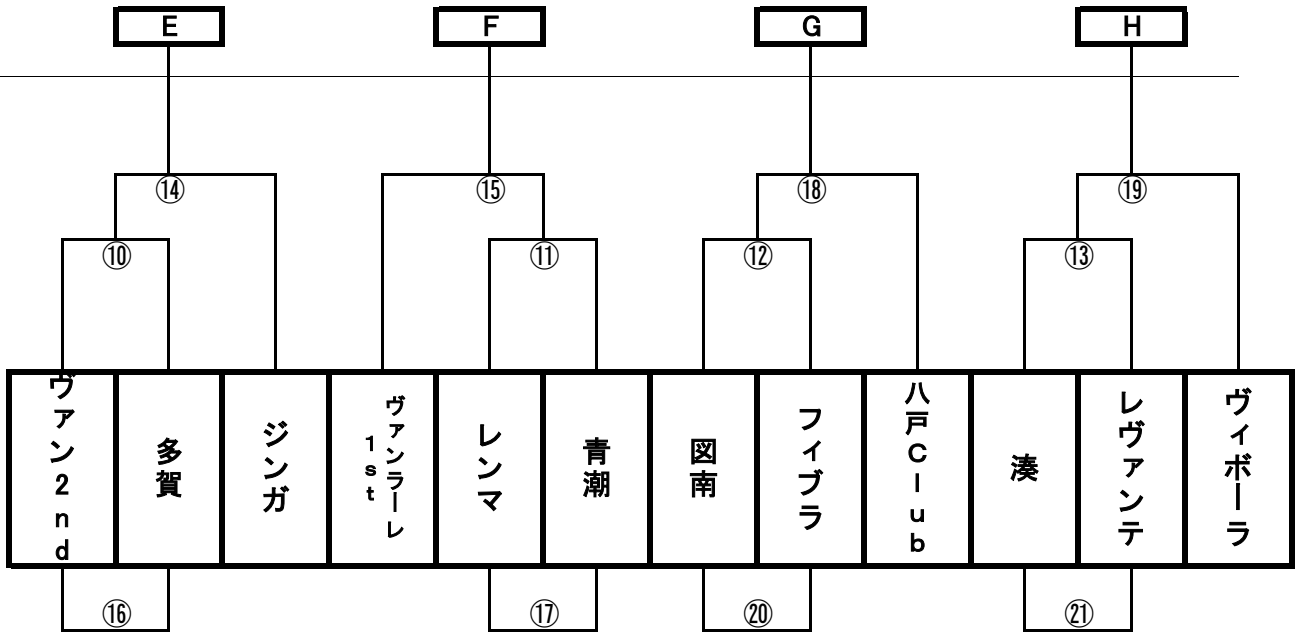 E
F
G
H
⑭
⑮
⑱
⑲
⑩
⑪
⑫
⑬
ヴァン2nd
多賀
ジンガ
ヴァンラーレ
1st
レンマ
青潮
図南
フィブラ
八戸Club
湊
レヴァンテ
ヴィボーラ
⑯
⑰
⑳
㉑